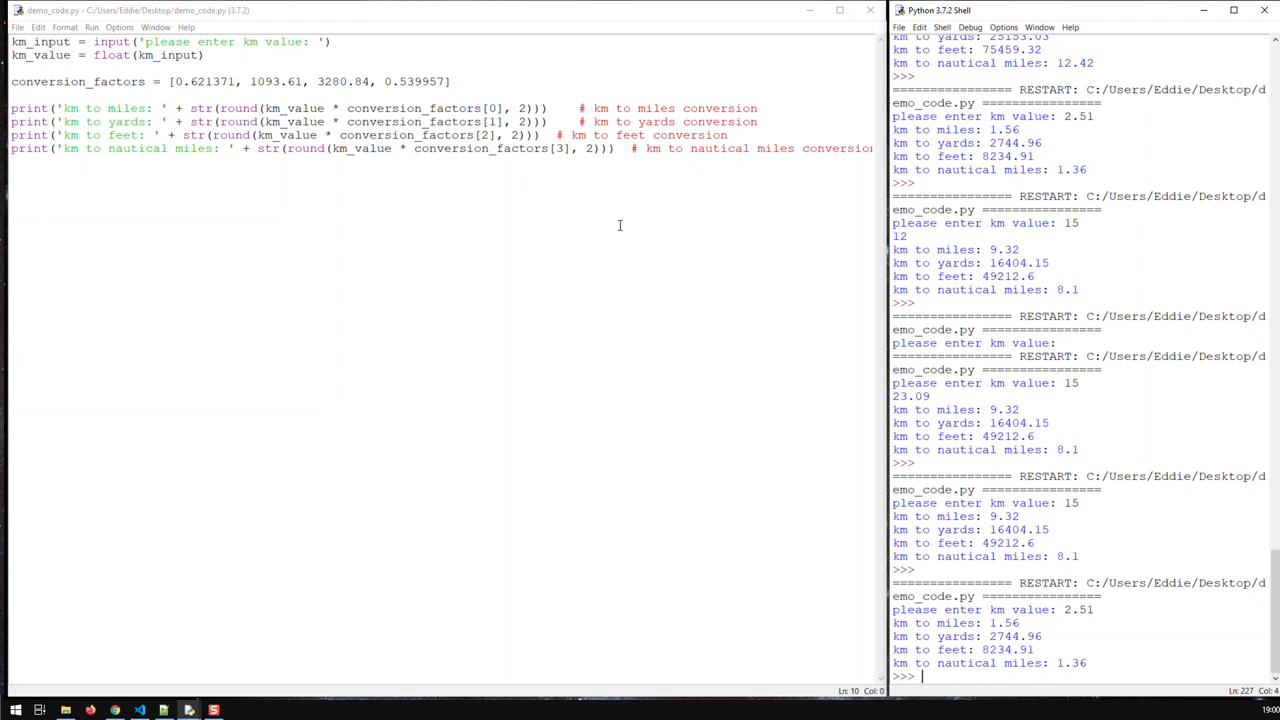 demo_code.py - C:/Users/Eddie/Desktop/demo_code.py (3.7.2)
File Edit Format Run Options Window Help
km_input = input('please enter km value: ')
km_value = float(km_input)
conversion_factors = [0.621371, 1093.61, 3280.84, 0.539957]
print('km to miles: ' + str(round(km_value * conversion_factors[0], 2))) # km to miles conversion
print('km to yards: ' + str(round(km_value * conversion_factors[1], 2))) # km to yards conversion
print('km to feet: ' + str(round(km_value * conversion_factors[2], 2))) # km to feet conversion
print('km to nautical miles: ' + str(round(km_value * conversion_factors[3], 2))) # km to nautical miles conversion
Ln: 10 Col: 0
Python 3.7.2 Shell
File Edit Shell Debug Options Window Help
km to yards: 25153.03
km to feet: 75459.32
km to nautical miles: 12.42
>>>
================ RESTART: C:/Users/Eddie/Desktop/d
emo_code.py ================
please enter km value: 2.51
km to miles: 1.56
km to yards: 2744.96
km to feet: 8234.91
km to nautical miles: 1.36
>>>
================ RESTART: C:/Users/Eddie/Desktop/d
emo_code.py ================
please enter km value: 15
12
km to miles: 9.32
km to yards: 16404.15
km to feet: 49212.6
km to nautical miles: 8.1
>>>
================ RESTART: C:/Users/Eddie/Desktop/d
emo_code.py ================
please enter km value:
================ RESTART: C:/Users/Eddie/Desktop/d
emo_code.py ================
please enter km value: 15
23.09
km to miles: 9.32
km to yards: 16404.15
km to feet: 49212.6
km to nautical miles: 8.1
>>>
================ RESTART: C:/Users/Eddie/Desktop/d
emo_code.py ================
please enter km value: 15
km to miles: 9.32
km to yards: 16404.15
km to feet: 49212.6
km to nautical miles: 8.1
>>>
================ RESTART: C:/Users/Eddie/Desktop/d
emo_code.py ================
please enter km value: 2.51
km to miles: 1.56
km to yards: 2744.96
km to feet: 8234.91
km to nautical miles: 1.36
>>>
Ln: 227 Col: 4
19:00